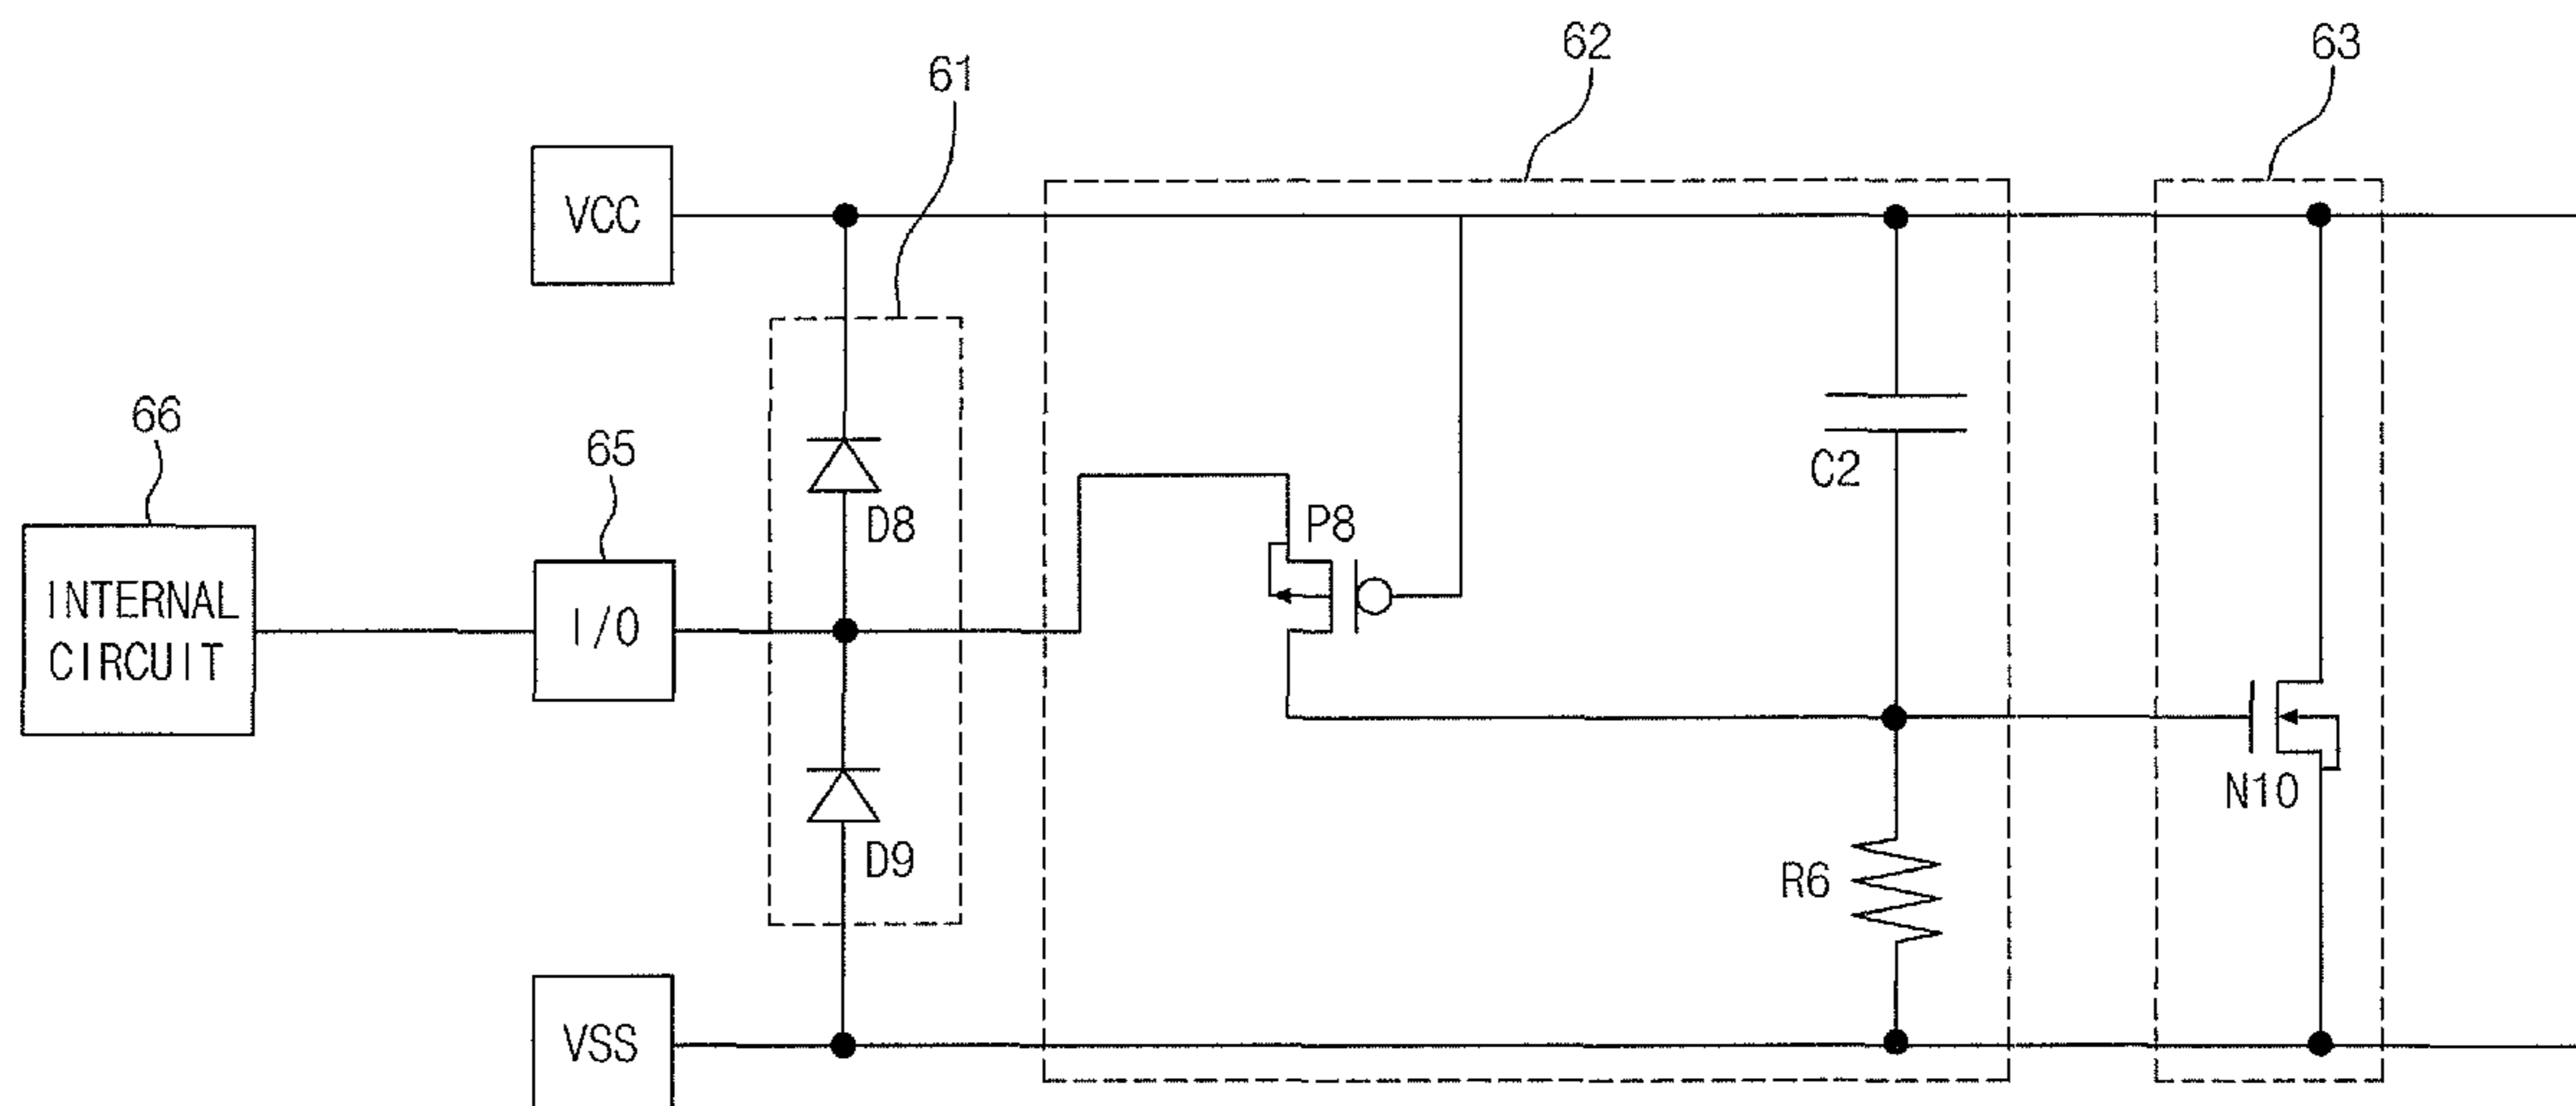 62
63
61
VCC
66
65
C2
P8
D8
INTERNAL
CIRCUIT
I/O
N10
D9
R6
VSS